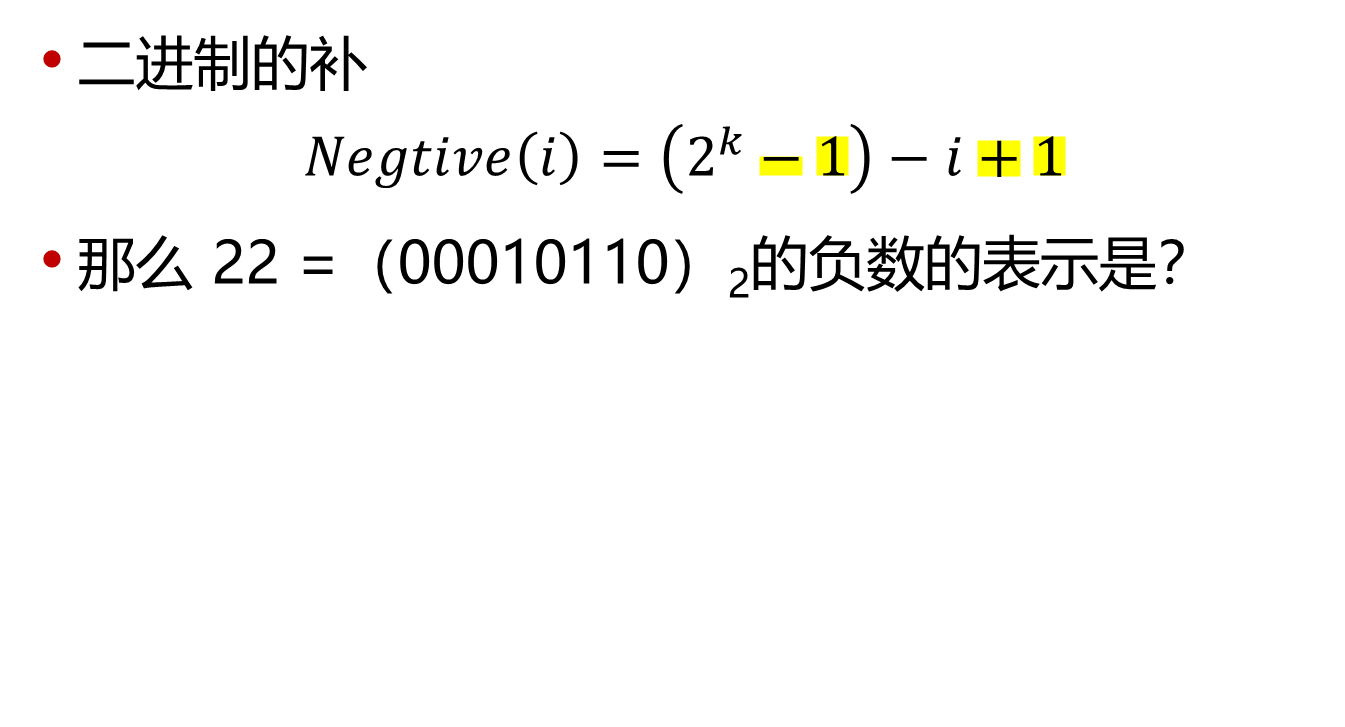 • 二进制的补
𝑁𝑒𝑔𝑡𝑖𝑣𝑒(𝑖) = (2^𝑘 − 1) − 𝑖 + 1
• 那么 22 =（00010110）₂的负数的表示是?